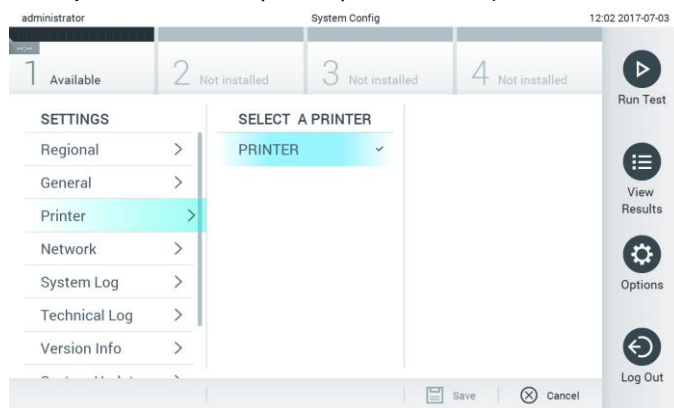 administrator System Config 12:02 2017-07-03
1 Available 2 Not installed 3 Not installed 4 Not installed
Run Test
SETTINGS SELECT A PRINTER
Regional PRINTER
General
View
Results
Printer
Network
System Log
Options
Technical Log
Version Info
Log Out
Save Cancel